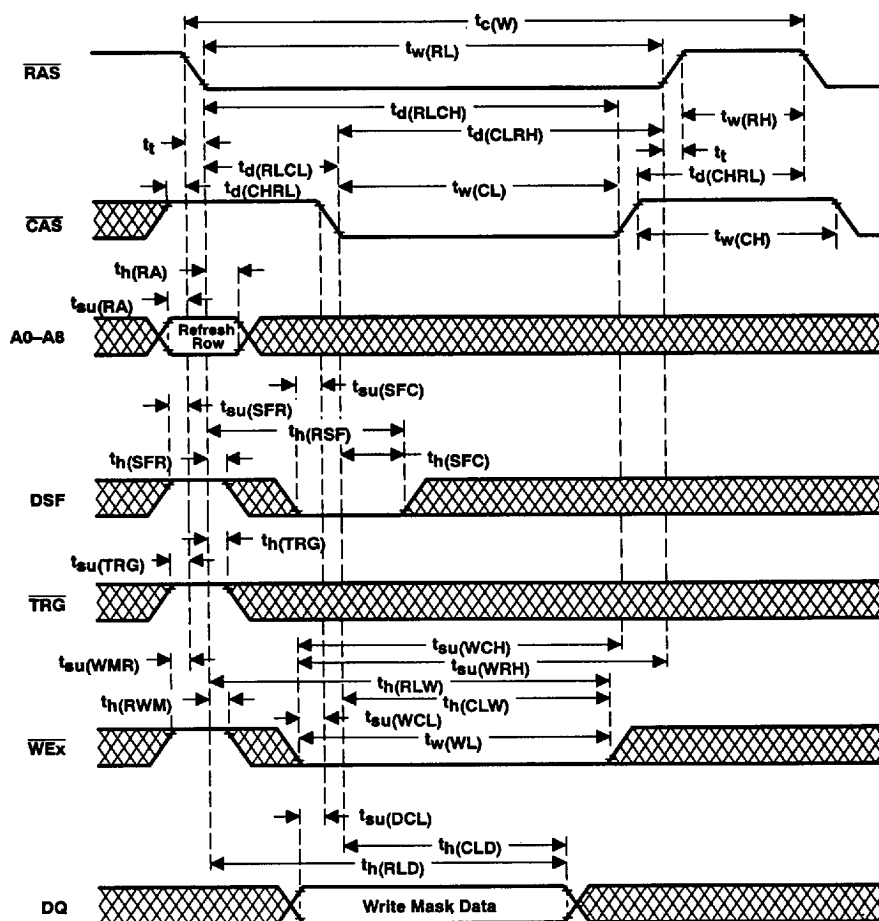 tc(W)
tw(RL)
RAS
td(RLCH)
tw(RH)
td(CLRH)
tt
tt
td(RLCL)
td(CHRL)
td(CHRL)
tw(CL)
CAS
tw(CH)
th(RA)
tsu(RA)
A0–A8
Refresh
Row
tsu(SFC)
tsu(SFR)
th(RSF)
th(SFR)
th(SFC)
DSF
th(TRG)
tsu(TRG)
TRG
tsu(WCH)
tsu(WMR)
tsu(WRH)
th(RLW)
th(RWM)
th(CLW)
tsu(WCL)
tw(WL)
WEx
tsu(DCL)
th(CLD)
th(RLD)
DQ
Write Mask Data